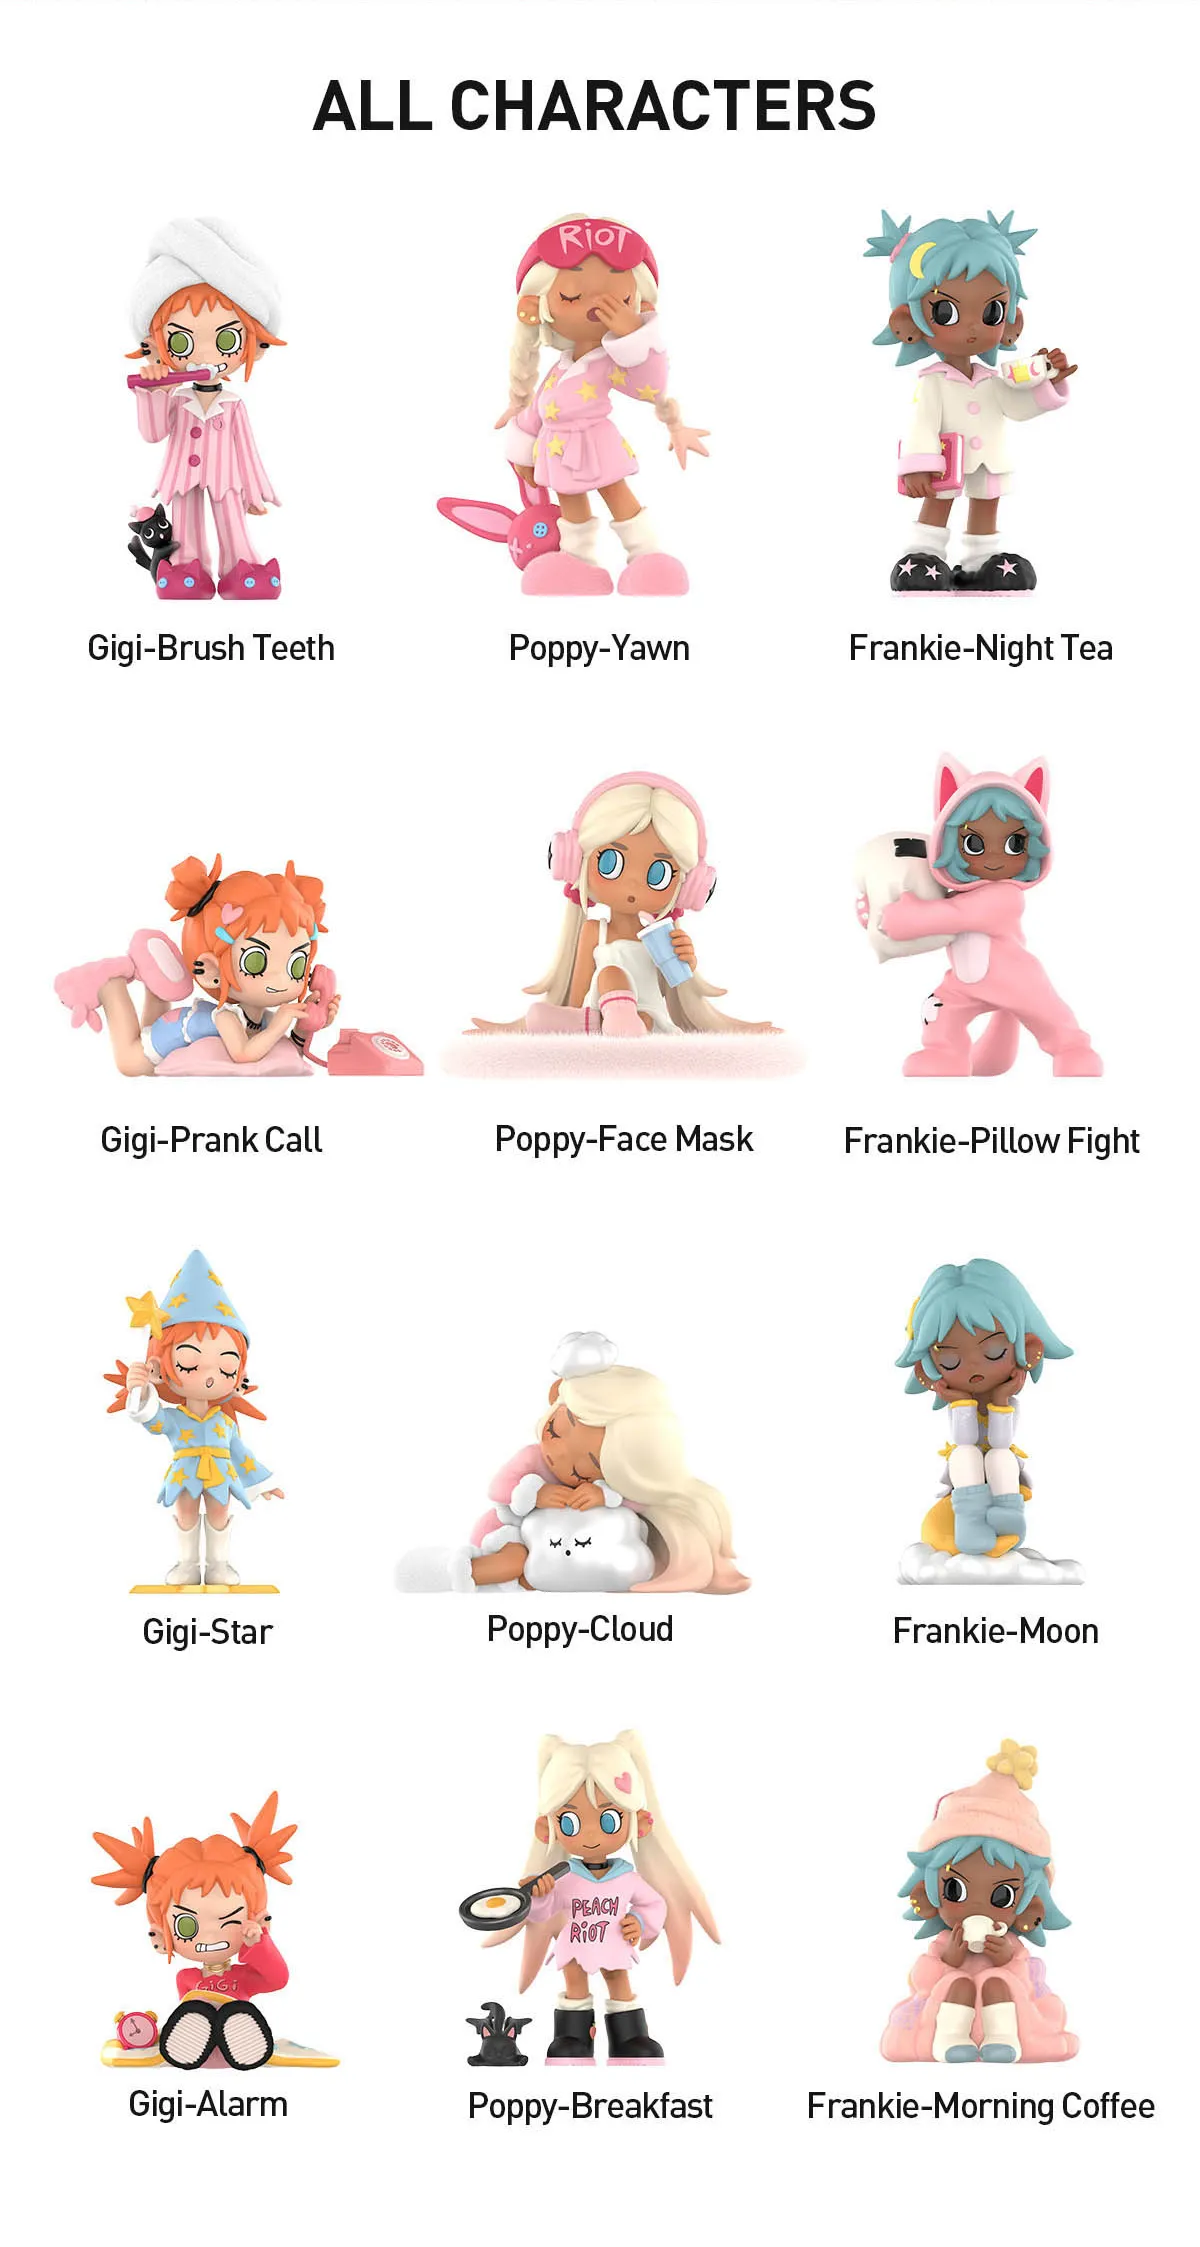 ALL CHARACTERS
RiOT
Gigi-Brush Teeth
Poppy-Yawn
Frankie-Night Tea
Gigi-Prank Call
Poppy-Face Mask
Frankie-Pillow Fight
Gigi-Star
Poppy-Cloud
Frankie-Moon
GiGi
PEACH
RiOT
Gigi-Alarm
Poppy-Breakfast
Frankie-Morning Coffee